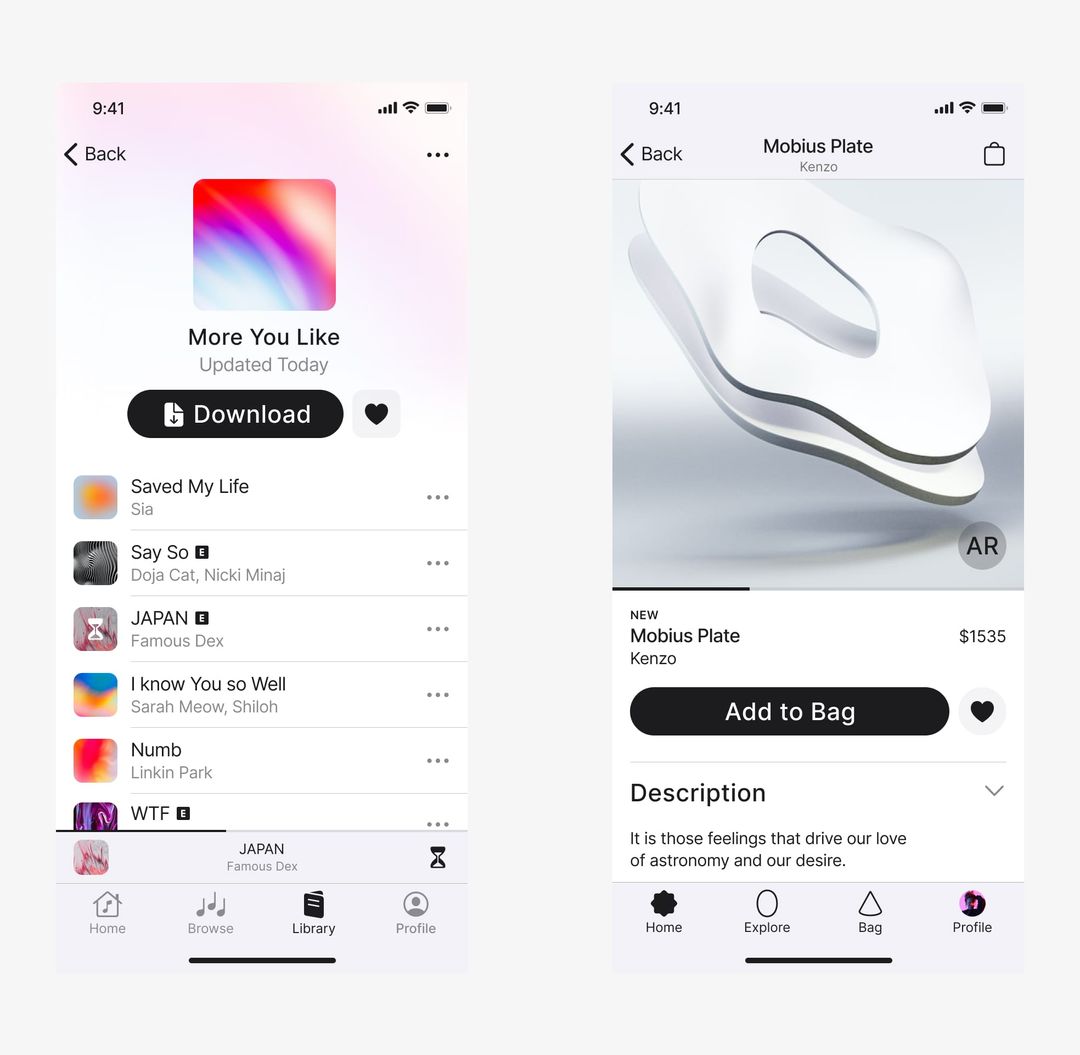 9:41
Back
More You Like
Updated Today
Download
Saved My Life
Sia
Say So E
Doja Cat, Nicki Minaj
JAPAN E
Famous Dex
I know You so Well
Sarah Meow, Shiloh
Numb
Linkin Park
WTF E
JAPAN
Famous Dex
Home
Browse
Library
Profile
9:41
Back
Mobius Plate
Kenzo
AR
NEW
Mobius Plate
$1535
Kenzo
Add to Bag
Description
It is those feelings that drive our love
of astronomy and our desire.
Home
Explore
Bag
Profile